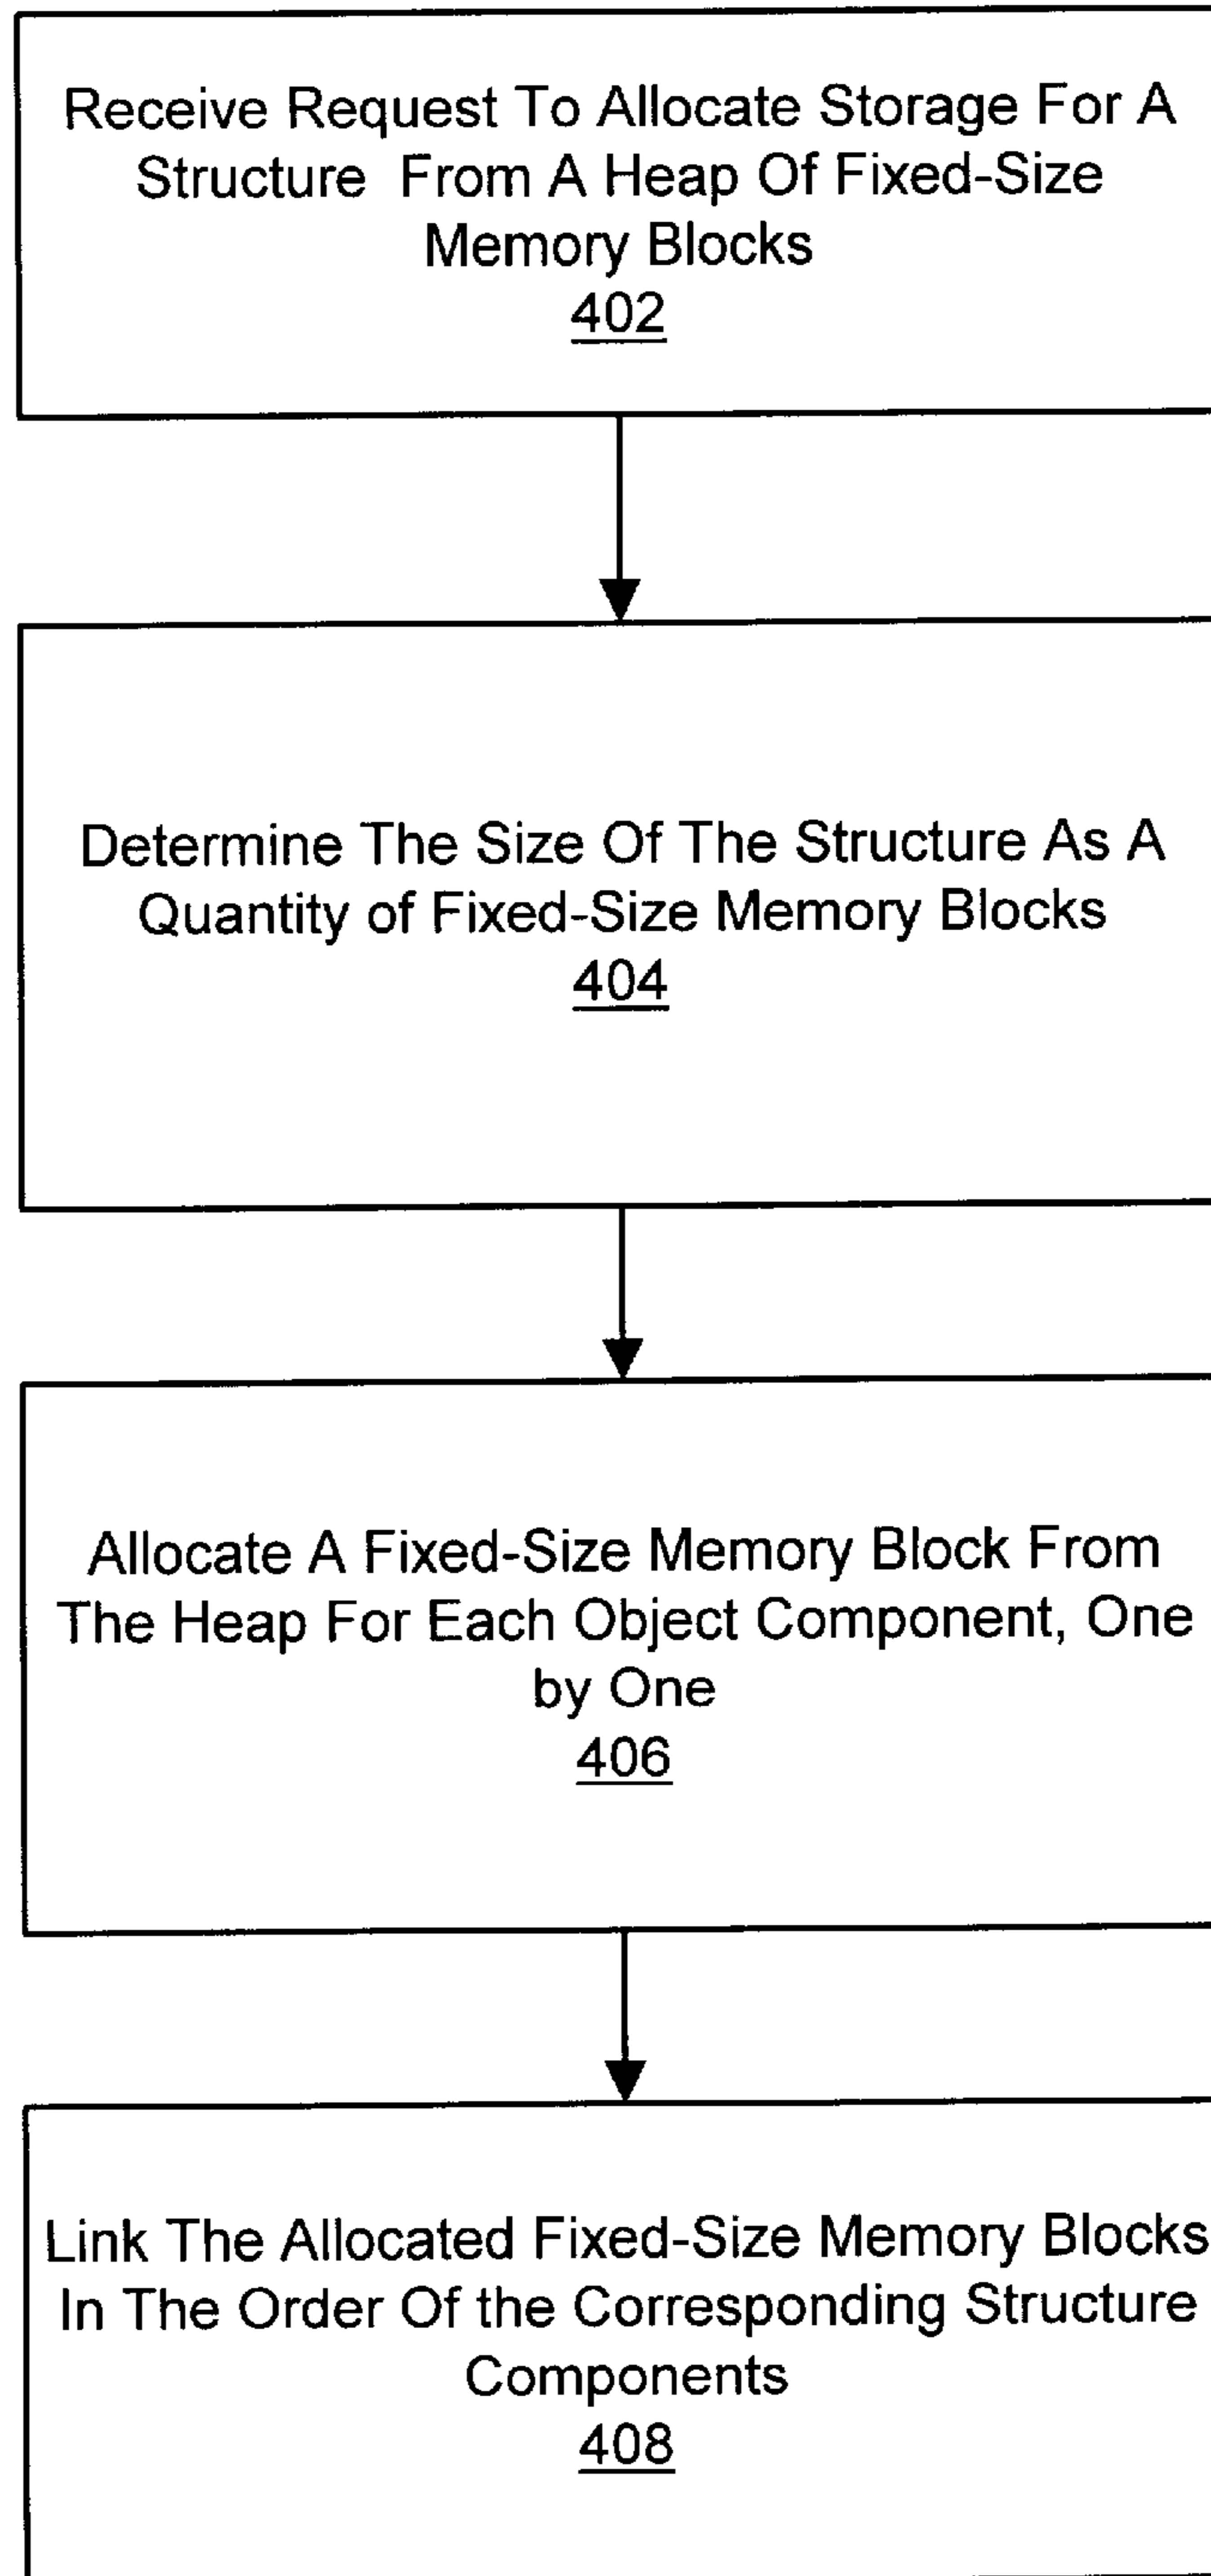 Receive Request To Allocate Storage For A
Structure From A Heap Of Fixed-Size
Memory Blocks
402
Determine The Size Of The Structure As A
Quantity of Fixed-Size Memory Blocks
404
Allocate A Fixed-Size Memory Block From
The Heap For Each Object Component, One
by One
406
Link The Allocated Fixed-Size Memory Blocks
In The Order Of the Corresponding Structure
Components
408